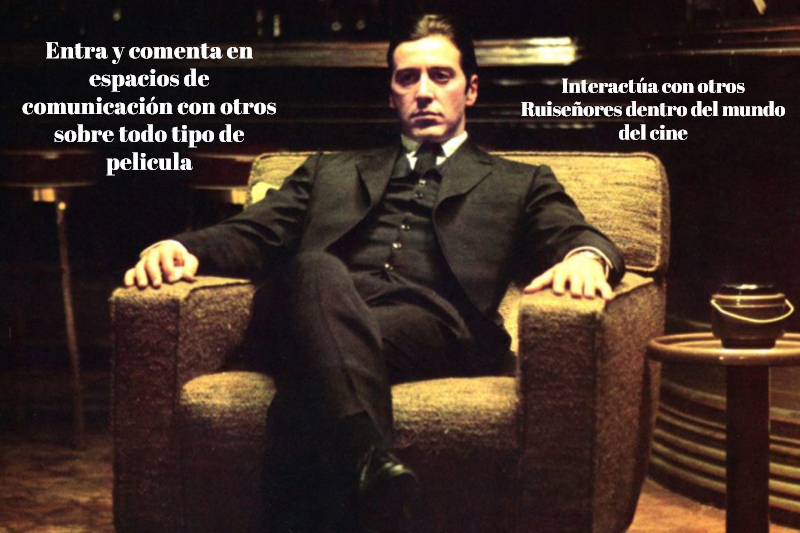 Entra y comenta en
espacios de
comunicación con otros
sobre todo tipo de
pelicula
Interactúa con otros
Ruiseñores dentro del mundo
del cine